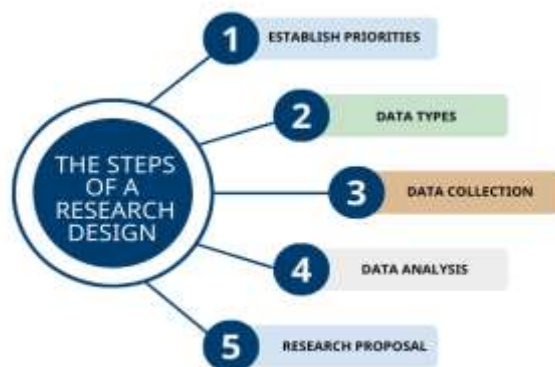 THE STEPS
OF A
RESEARCH
DESIGN
1
ESTABLISH PRIORITIES
2
DATA TYPES
3
DATA COLLECTION
4
DATA ANALYSIS
5
RESEARCH PROPOSAL